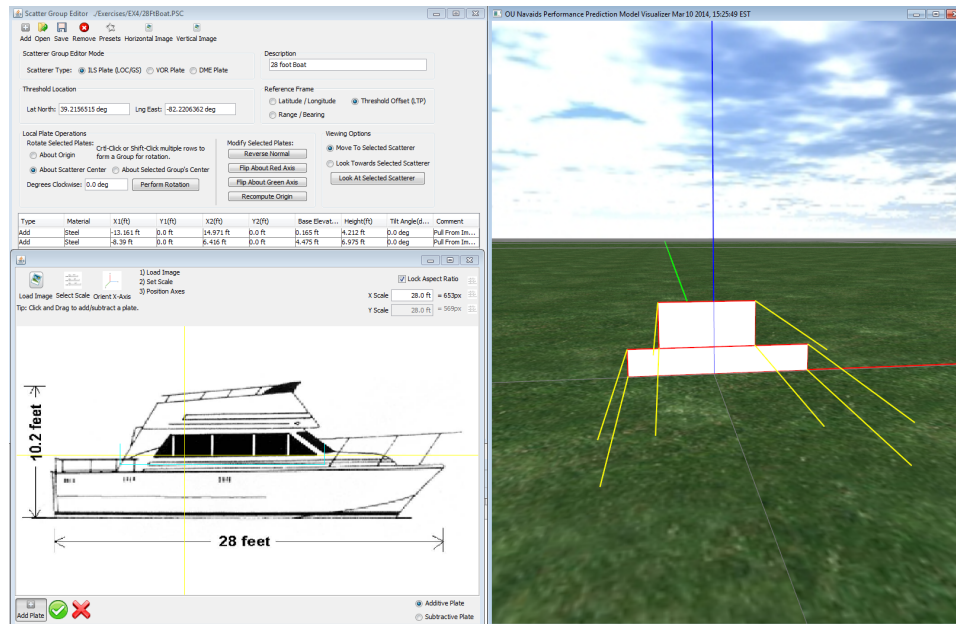 Scatter Group Editor ./Exercises/EX4/28FtBoat.PSC
Add Open Save Remove Presets Horizontal Image Vertical Image
Scatterer Group Editor Mode
Scatterer Type: ILS Plate (LOC/GS) VOR Plate DME Plate
Description
28 foot Boat
Threshold Location
Lat North: 39.2156515 deg Lng East: -82.2206362 deg
Reference Frame
Latitude / Longitude Threshold Offset (LTP)
Range / Bearing
Local Plate Operations
Rotate Selected Plates:
About Origin
Crtl-Click or Shift-Click multiple rows to
form a Group for rotation.
About Scatterer Center About Selected Group's Center
Degrees Clockwise: 0.0 deg Perform Rotation
Modify Selected Plates:
Reverse Normal
Flip About Red Axis
Flip About Green Axis
Recompute Origin
Viewing Options
Move To Selected Scatterer
Look Towards Selected Scatterer
Look At Selected Scatterer
Type Material X1(ft) Y1(ft) X2(ft) Y2(ft) Base Elevat... Height(ft) Tilt Angle(d... Comment
Add Steel -13.161 ft 0.0 ft 14.971 ft 0.0 ft 0.165 ft 4.212 ft 0.0 deg Pull From Im...
Add Steel -8.39 ft 0.0 ft 6.416 ft 0.0 ft 4.475 ft 6.975 ft 0.0 deg Pull From Im...
Load Image Select Scale Orient X-Axis
1) Load Image
2) Set Scale
3) Position Axes
Tip: Click and Drag to add/subtract a plate.
Lock Aspect Ratio
X Scale 28.0 ft = 653px
Y Scale 28.0 ft = 569px
10.2 feet
28 feet
Add Plate
Additive Plate
Subtractive Plate
OU Navaids Performance Prediction Model Visualizer Mar 10 2014, 15:25:49 EST